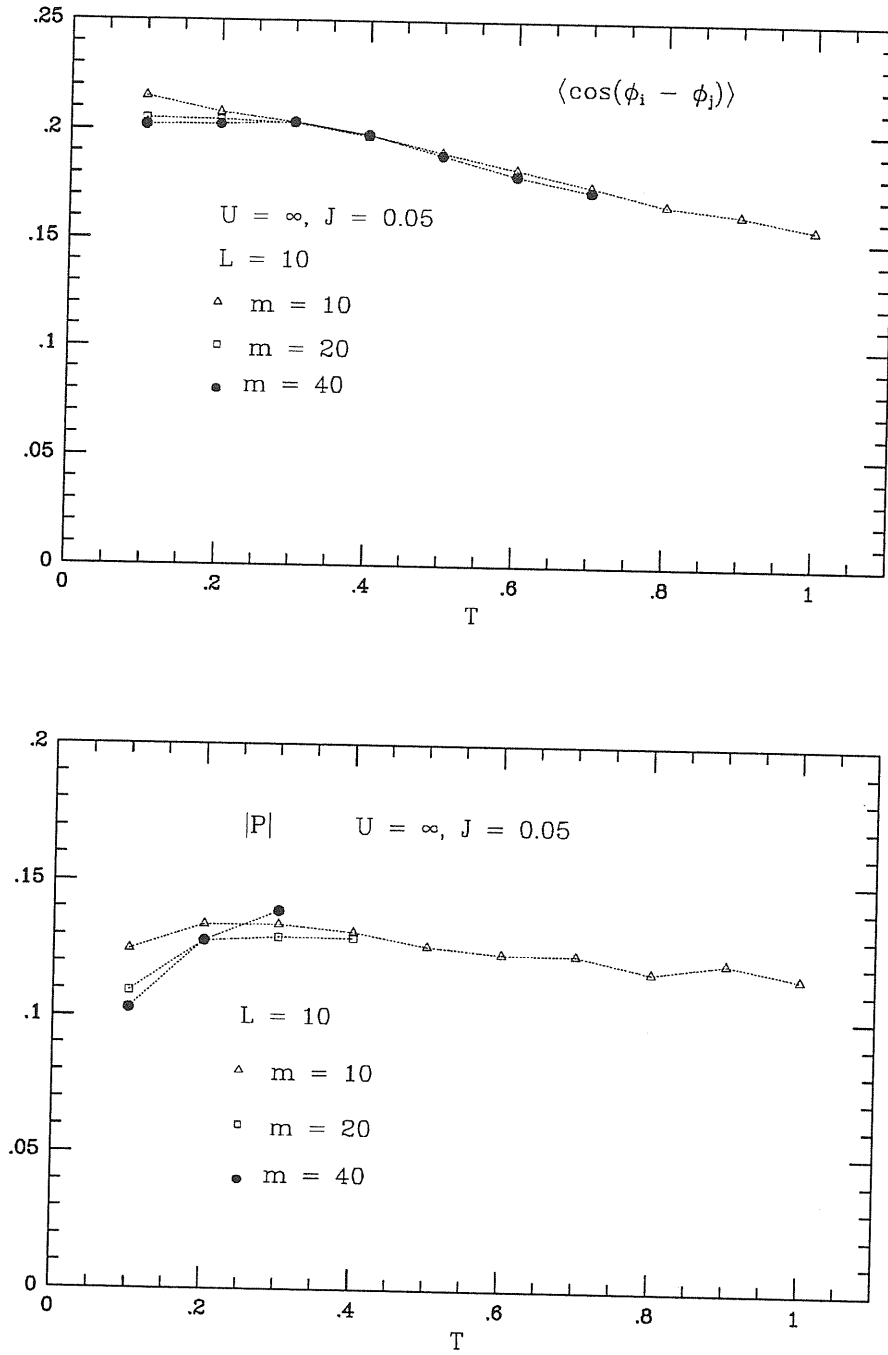 .25
⟨cos(ϕi − ϕj)⟩
.2
U = ∞, J = 0.05
.15
L = 10
m = 10
.1
m = 20
m = 40
.05
0
0 .2 .4 .6 .8 1
T
.2
|P| U = ∞, J = 0.05
.15
.1
L = 10
m = 10
m = 20
.05
m = 40
0
0 .2 .4 .6 .8 1
T